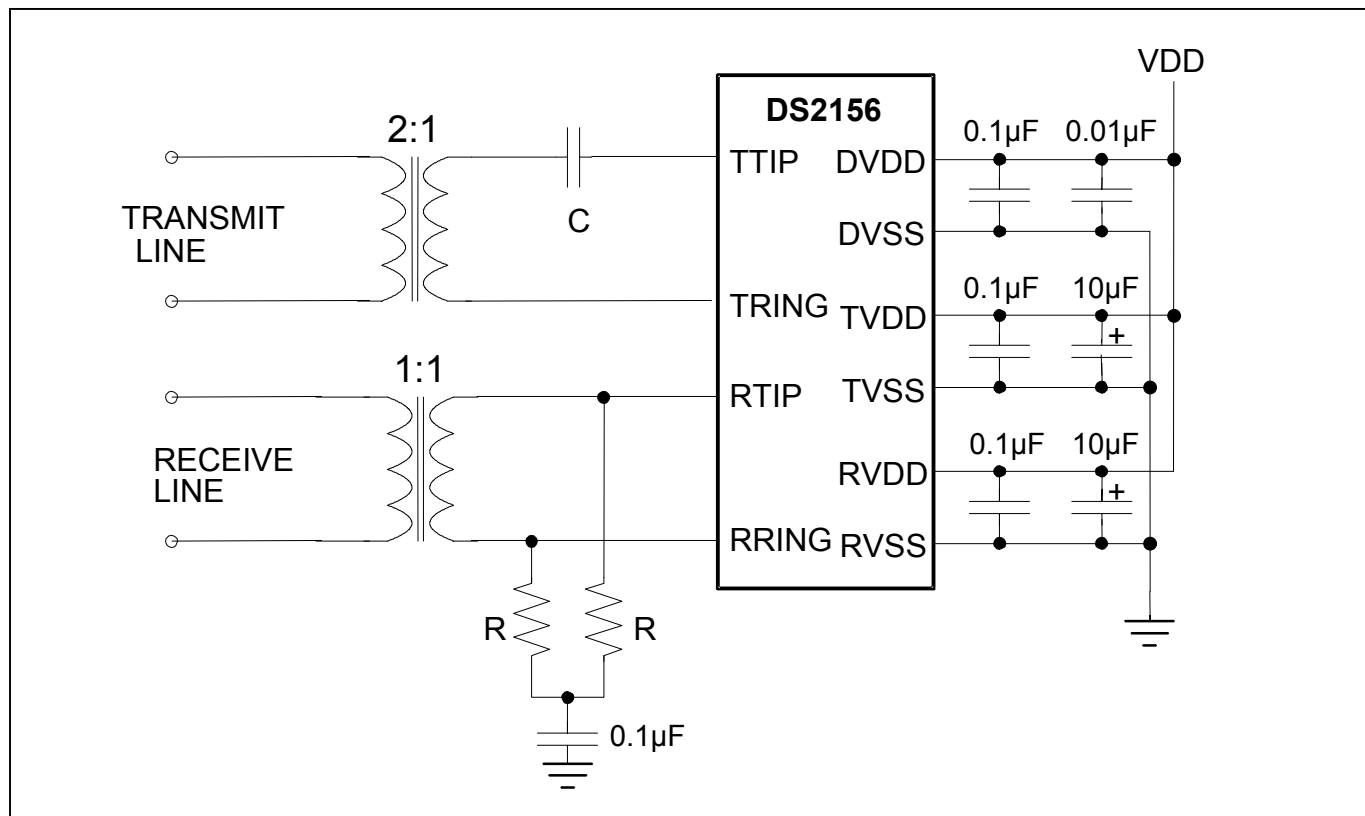 VDD
DS2156
2:1
0.1µF 0.01µF
TTIP DVDD
TRANSMIT
LINE
C
DVSS
0.1µF 10µF
TRING TVDD
+
1:1
RTIP TVSS
0.1µF 10µF
RECEIVE
LINE
RVDD
+
RRING RVSS
R R
0.1µF